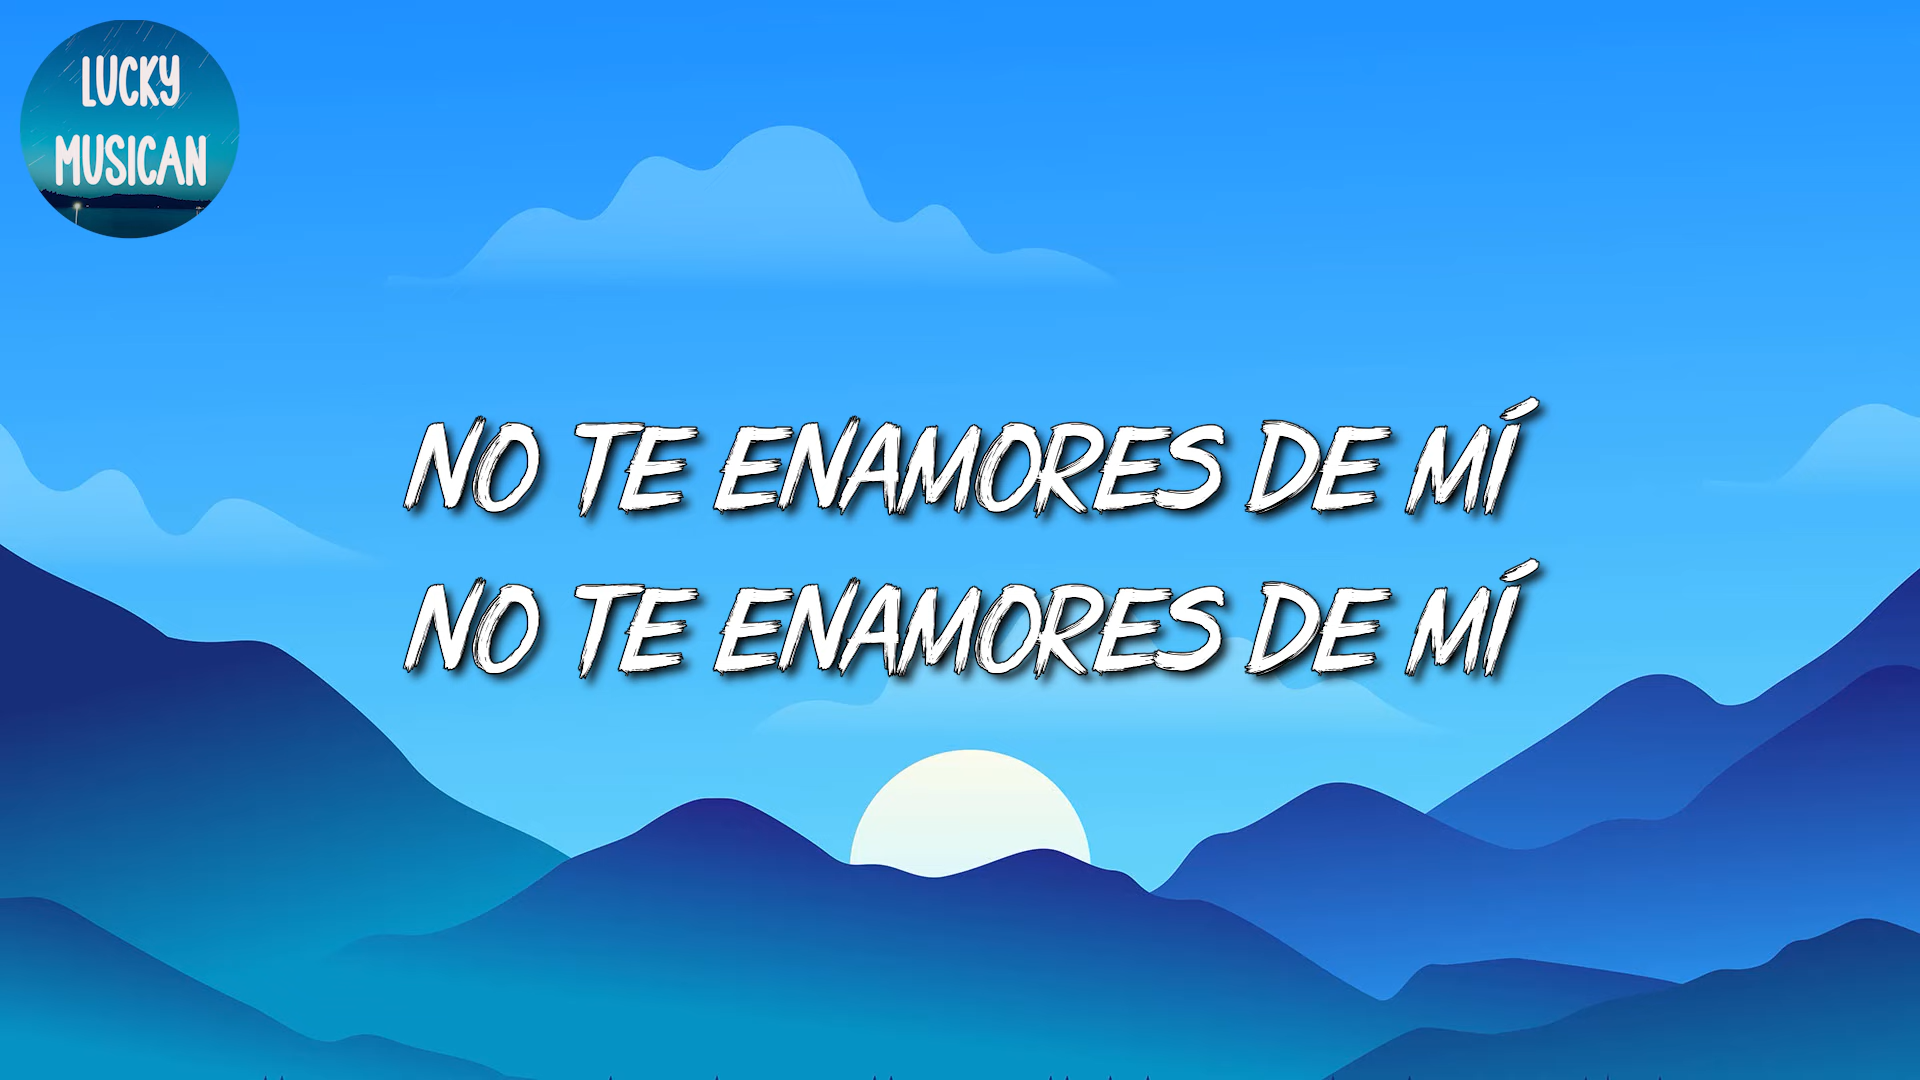 LUCKY
MUSICAN
NO TE ENAMORES DE MÍ
NO TE ENAMORES DE MÍ